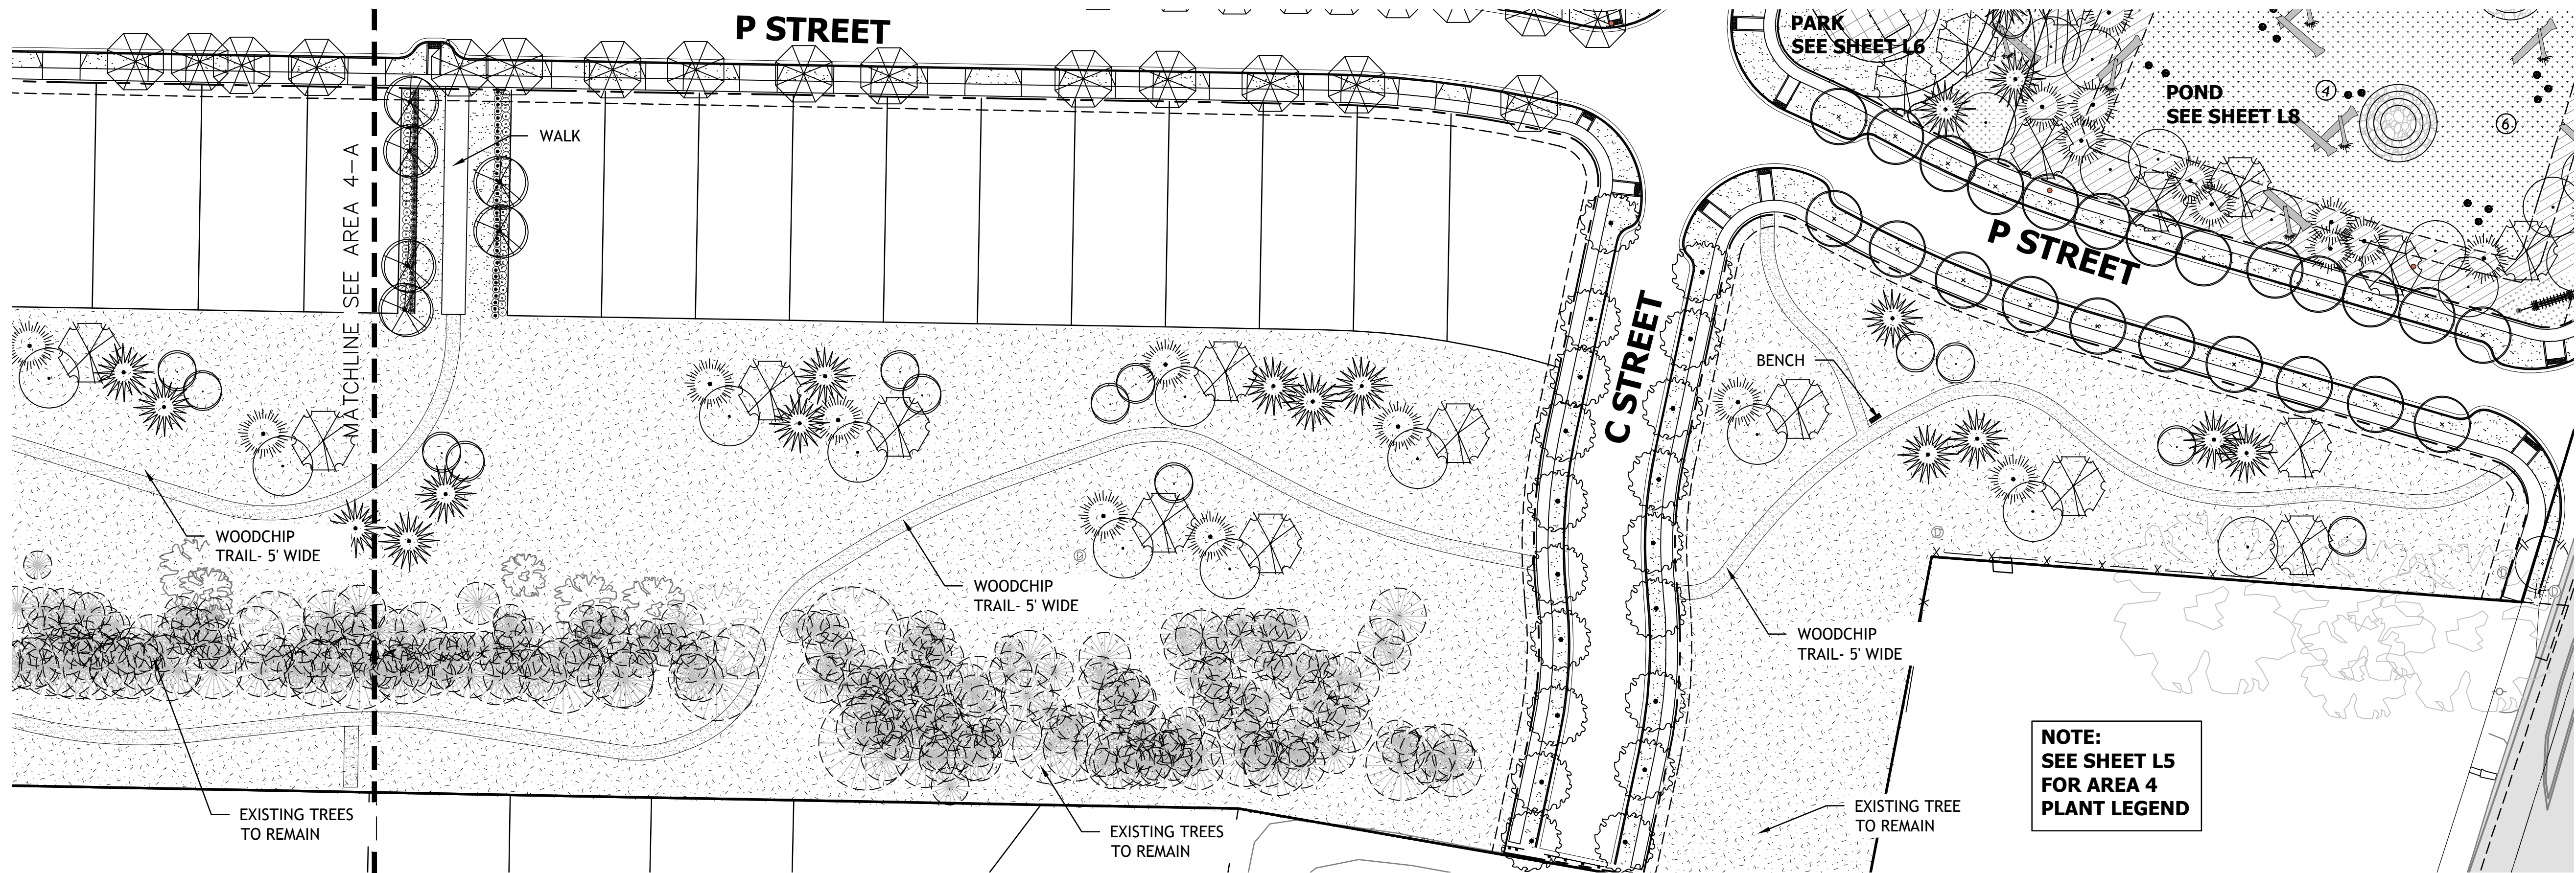 P STREET
PARK
SEE SHEET L6
POND
SEE SHEET L8
4
6
WALK
MATCHLINE SEE AREA 4-A
P STREET
C STREET
BENCH
WOODCHIP
TRAIL- 5' WIDE
WOODCHIP
TRAIL- 5' WIDE
WOODCHIP
TRAIL- 5' WIDE
NOTE:
SEE SHEET L5
FOR AREA 4
PLANT LEGEND
EXISTING TREES
TO REMAIN
EXISTING TREES
TO REMAIN
EXISTING TREE
TO REMAIN